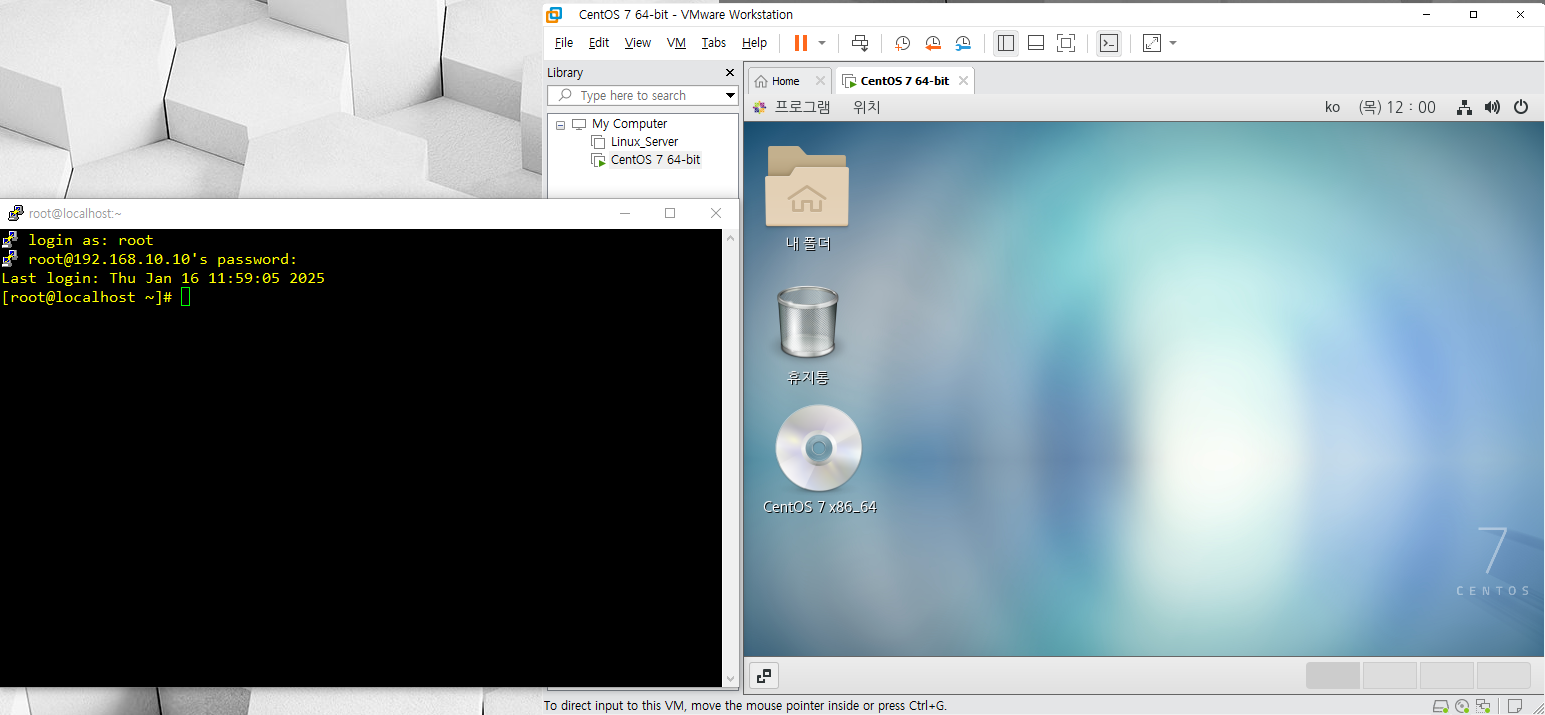 CentOS 7 64-bit - VMware Workstation
File Edit View VM Tabs Help
Library
Type here to search
My Computer
Linux_Server
CentOS 7 64-bit
Home
CentOS 7 64-bit
프로그램 위치
ko (목) 12 : 00
내 폴더
휴지통
CentOS 7 x86_64
7
CENTOS
root@localhost:~
login as: root
root@192.168.10.10's password:
Last login: Thu Jan 16 11:59:05 2025
[root@localhost ~]#
To direct input to this VM, move the mouse pointer inside or press Ctrl+G.